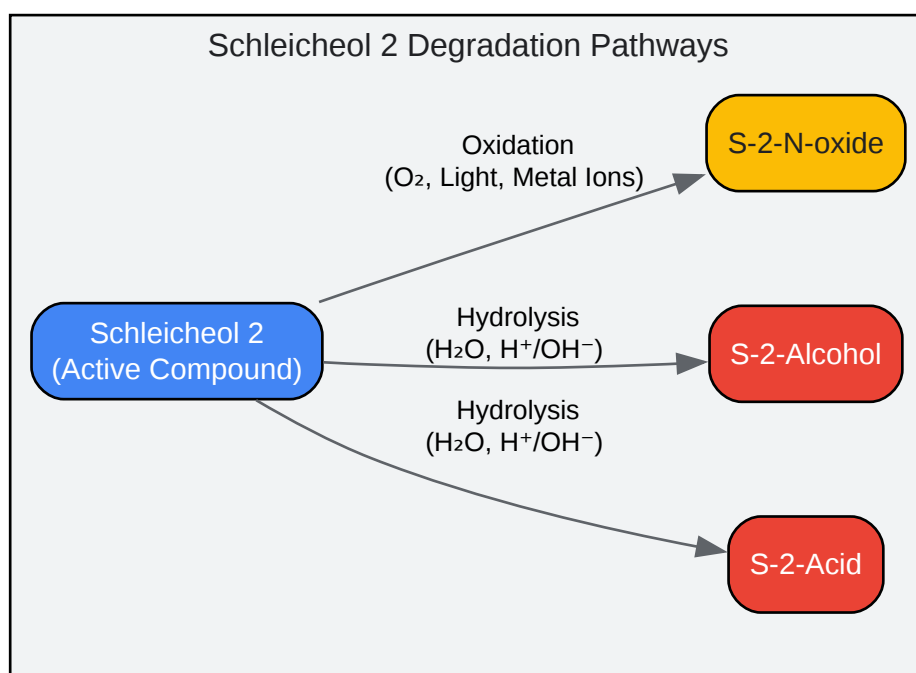 Schleicheol 2 Degradation Pathways
S-2-N-oxide
Oxidation
(O₂, Light, Metal Ions)
Schleicheol 2
(Active Compound)
Hydrolysis
(H₂O, H⁺/OH⁻)
S-2-Alcohol
Hydrolysis
(H₂O, H⁺/OH⁻)
S-2-Acid